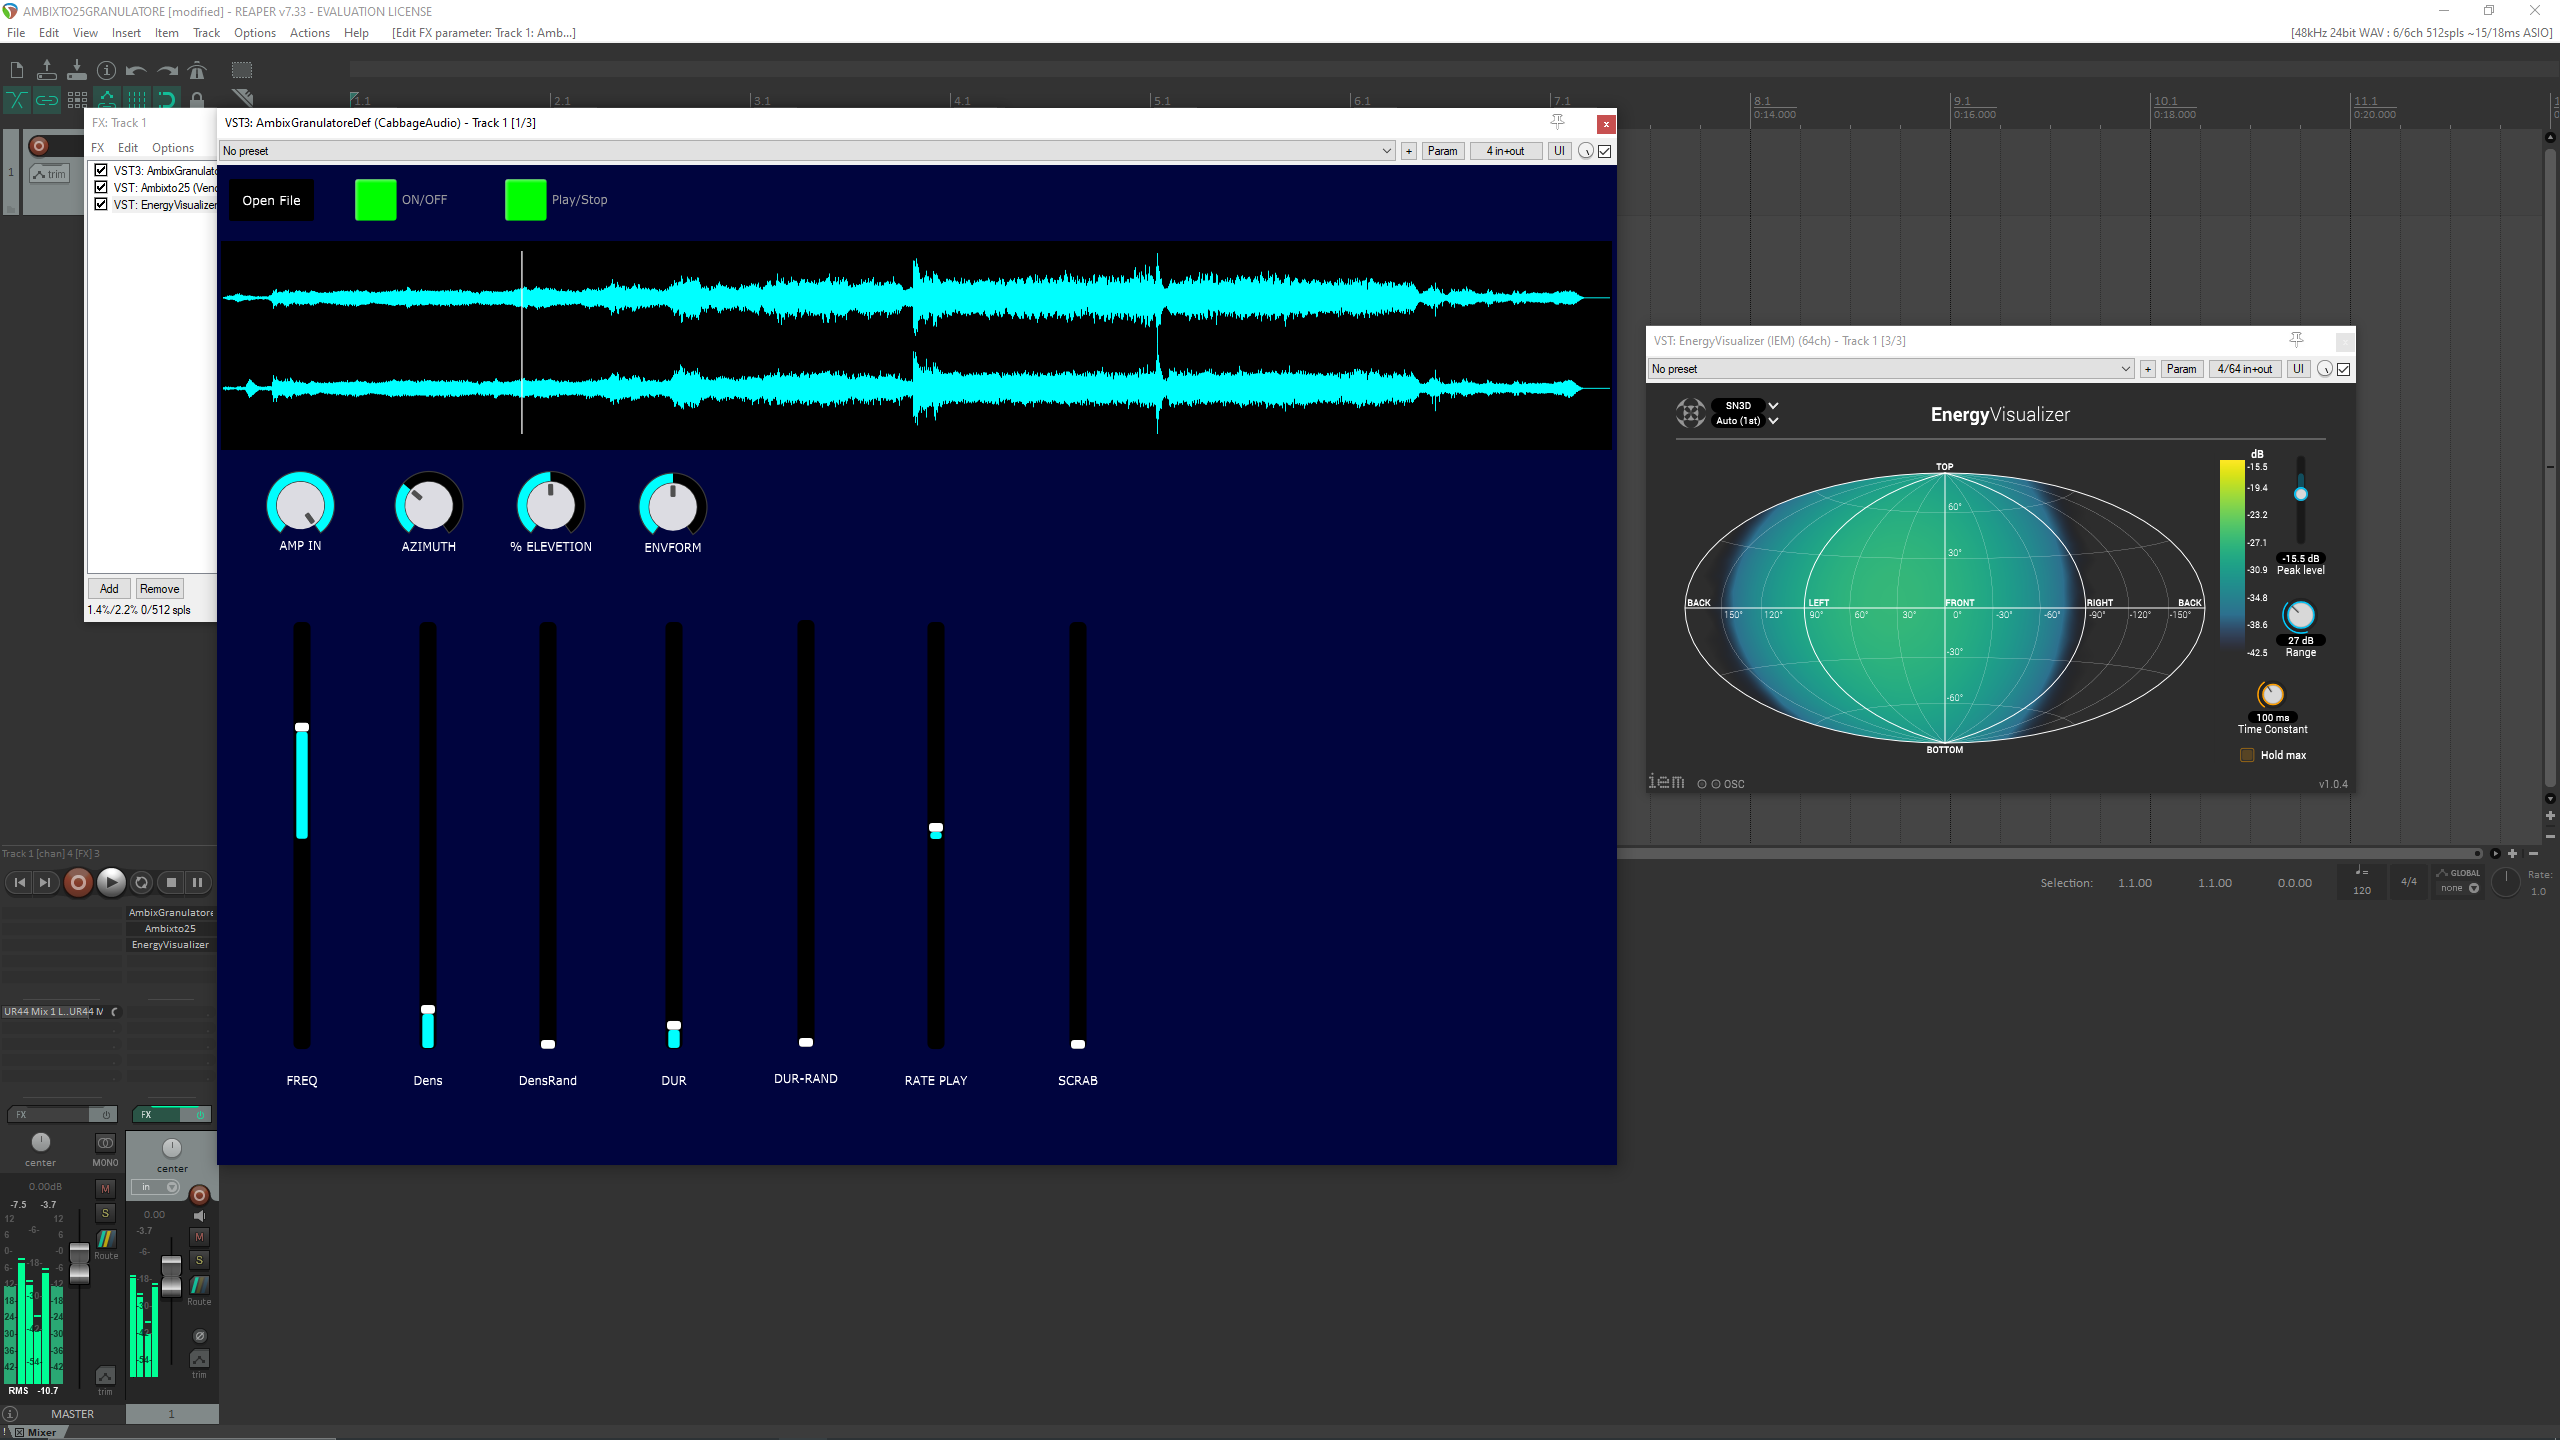 AMBIXTO25GRANULATORE [modified] - REAPER v7.33 - EVALUATION LICENSE
File Edit View Insert Item Track Options Actions Help [Edit FX parameter: Track 1: Amb...]
[48kHz 24bit WAV : 6/6ch 512spls ~15/18ms ASIO]
1.1 2.1 3.1 4.1 5.1 6.1 7.1 8.1 9.1 10.1 11.1
0:14.000 0:16.000 0:18.000 0:20.000
FX: Track 1
FX Edit Options
VST3: AmbixGranulato
VST: Ambixto25 (Vend
VST: EnergyVisualizer
Add Remove
1.4%/2.2% 0/512 spls
1
trim
VST3: AmbixGranulatoreDef (CabbageAudio) - Track 1 [1/3]
No preset + Param 4 in+out UI
Open File
ON/OFF
Play/Stop
AMP IN
AZIMUTH
% ELEVETION
ENVFORM
FREQ
Dens
DensRand
DUR
DUR-RAND
RATE PLAY
SCRAB
VST: EnergyVisualizer (IEM) (64ch) - Track 1 [3/3]
No preset + Param 4/64 in+out UI
SN3D
Auto (1st)
EnergyVisualizer
TOP
60°
30°
BACK LEFT FRONT RIGHT BACK
150° 120° 90° 60° 30° 0° -30° -60° -90° -120° -150°
-30°
-60°
BOTTOM
dB
-15.5
-19.4
-23.2
-27.1
-30.9
-34.8
-38.6
-42.5
-15.5 dB
Peak level
27 dB
Range
100 ms
Time Constant
Hold max
iem OSC
v1.0.4
Track 1 [chan] 4 [FX] 3
Selection: 1.1.00 1.1.00 0.0.00
120
4/4
GLOBAL
none
Rate:
1.0
AmbixGranulatore
Ambixto25
EnergyVisualizer
UR44 Mix 1 L..UR44 M
FX
FX
center
MONO
center
in
0.00dB
-7.5 -3.7
M
S
Route
trim
0.00
-3.7
M
S
Route
trim
RMS -10.7
MASTER
1
Mixer